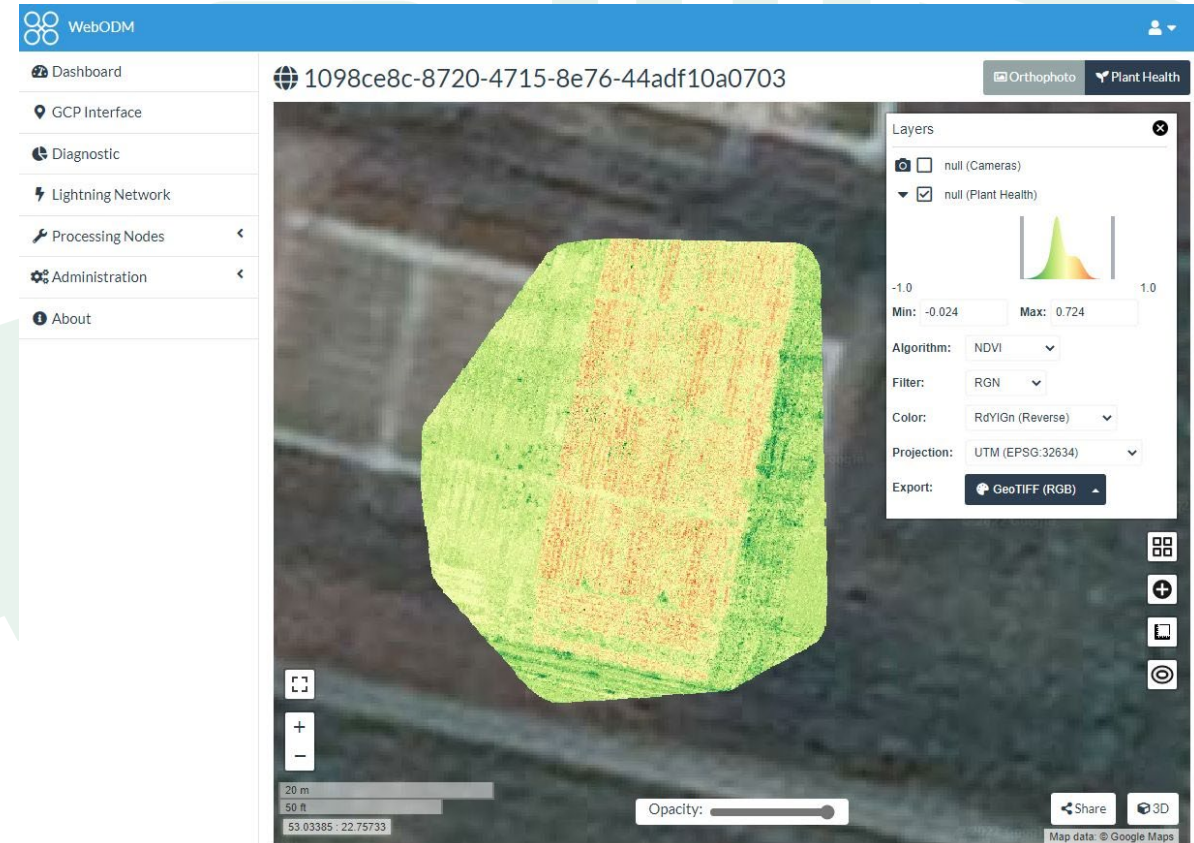 WebODM
Dashboard
GCP Interface
Diagnostic
Lightning Network
Processing Nodes
Administration
About
1098ce8c-8720-4715-8e76-44adf10a0703
Orthophoto
Plant Health
Layers
null (Cameras)
null (Plant Health)
-1.0 1.0
Min: -0.024 Max: 0.724
Algorithm: NDVI
Filter: RGN
Color: RdYlGn (Reverse)
Projection: UTM (EPSG:32634)
Export: GeoTIFF (RGB)
20 m
50 ft
53.03385 : 22.75733
Opacity:
Share
3D
Map data: © Google Maps